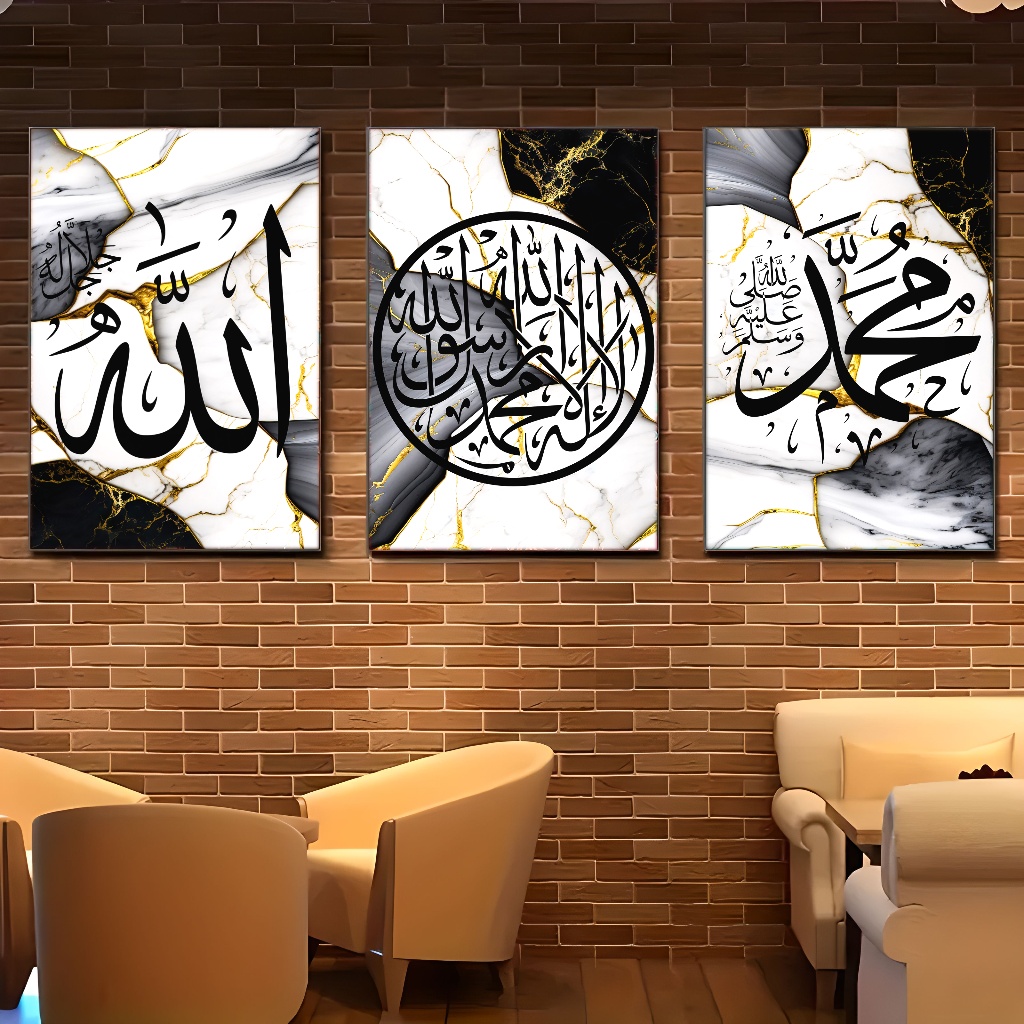 الله
جل جلاله
لا إله إلا الله محمد رسول الله
محمد
صلى الله عليه وسلم